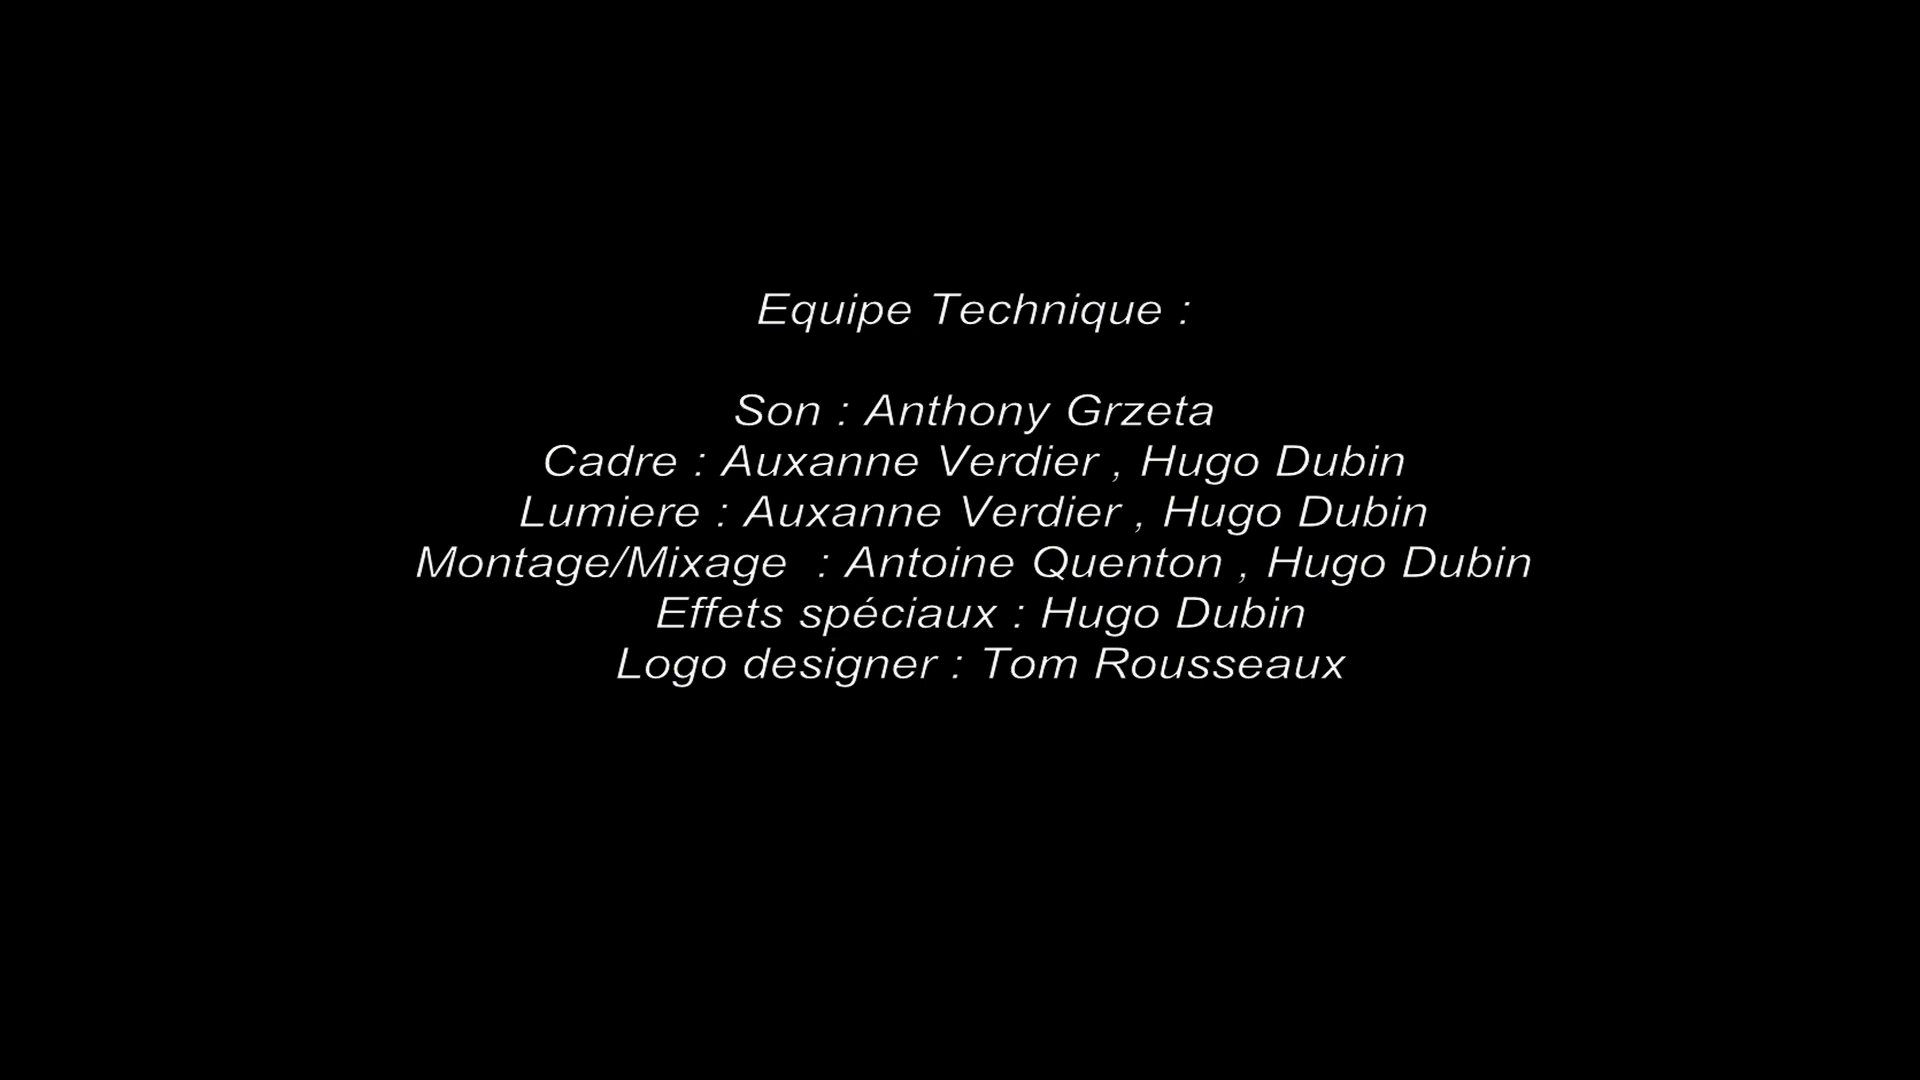 Equipe Technique :
Son : Anthony Grzeta
Cadre : Auxanne Verdier , Hugo Dubin
Lumiere : Auxanne Verdier , Hugo Dubin
Montage/Mixage  : Antoine Quenton , Hugo Dubin
Effets spéciaux : Hugo Dubin
Logo designer : Tom Rousseaux